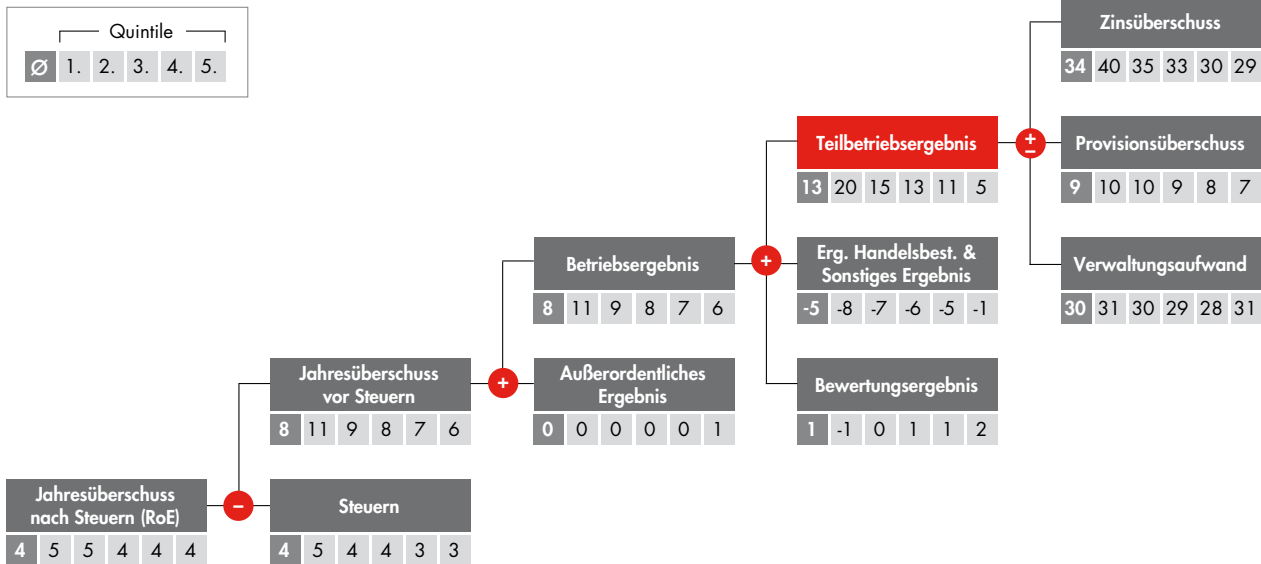 Quintile
Ø 1. 2. 3. 4. 5.
Zinsüberschuss
34 40 35 33 30 29
Teilbetriebsergebnis
13 20 15 13 11 5
±
Provisionsüberschuss
9 10 10 9 8 7
Betriebsergebnis
8 11 9 8 7 6
+
Erg. Handelsbest. &
Sonstiges Ergebnis
-5 -8 -7 -6 -5 -1
Verwaltungsaufwand
30 31 30 29 28 31
Jahresüberschuss
vor Steuern
8 11 9 8 7 6
+
Außerordentliches
Ergebnis
0 0 0 0 0 1
Bewertungsergebnis
1 -1 0 1 1 2
Jahresüberschuss
nach Steuern (RoE)
4 5 5 4 4 4
–
Steuern
4 5 4 4 3 3